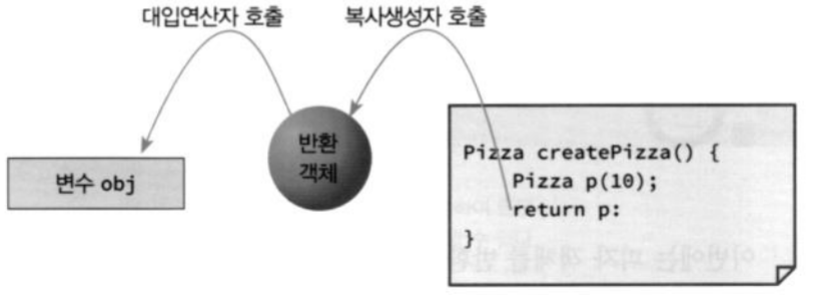 대입연산자 호출
복사생성자 호출
변수 obj
반환
객체
Pizza createPizza() {
Pizza p(10);
return p:
}